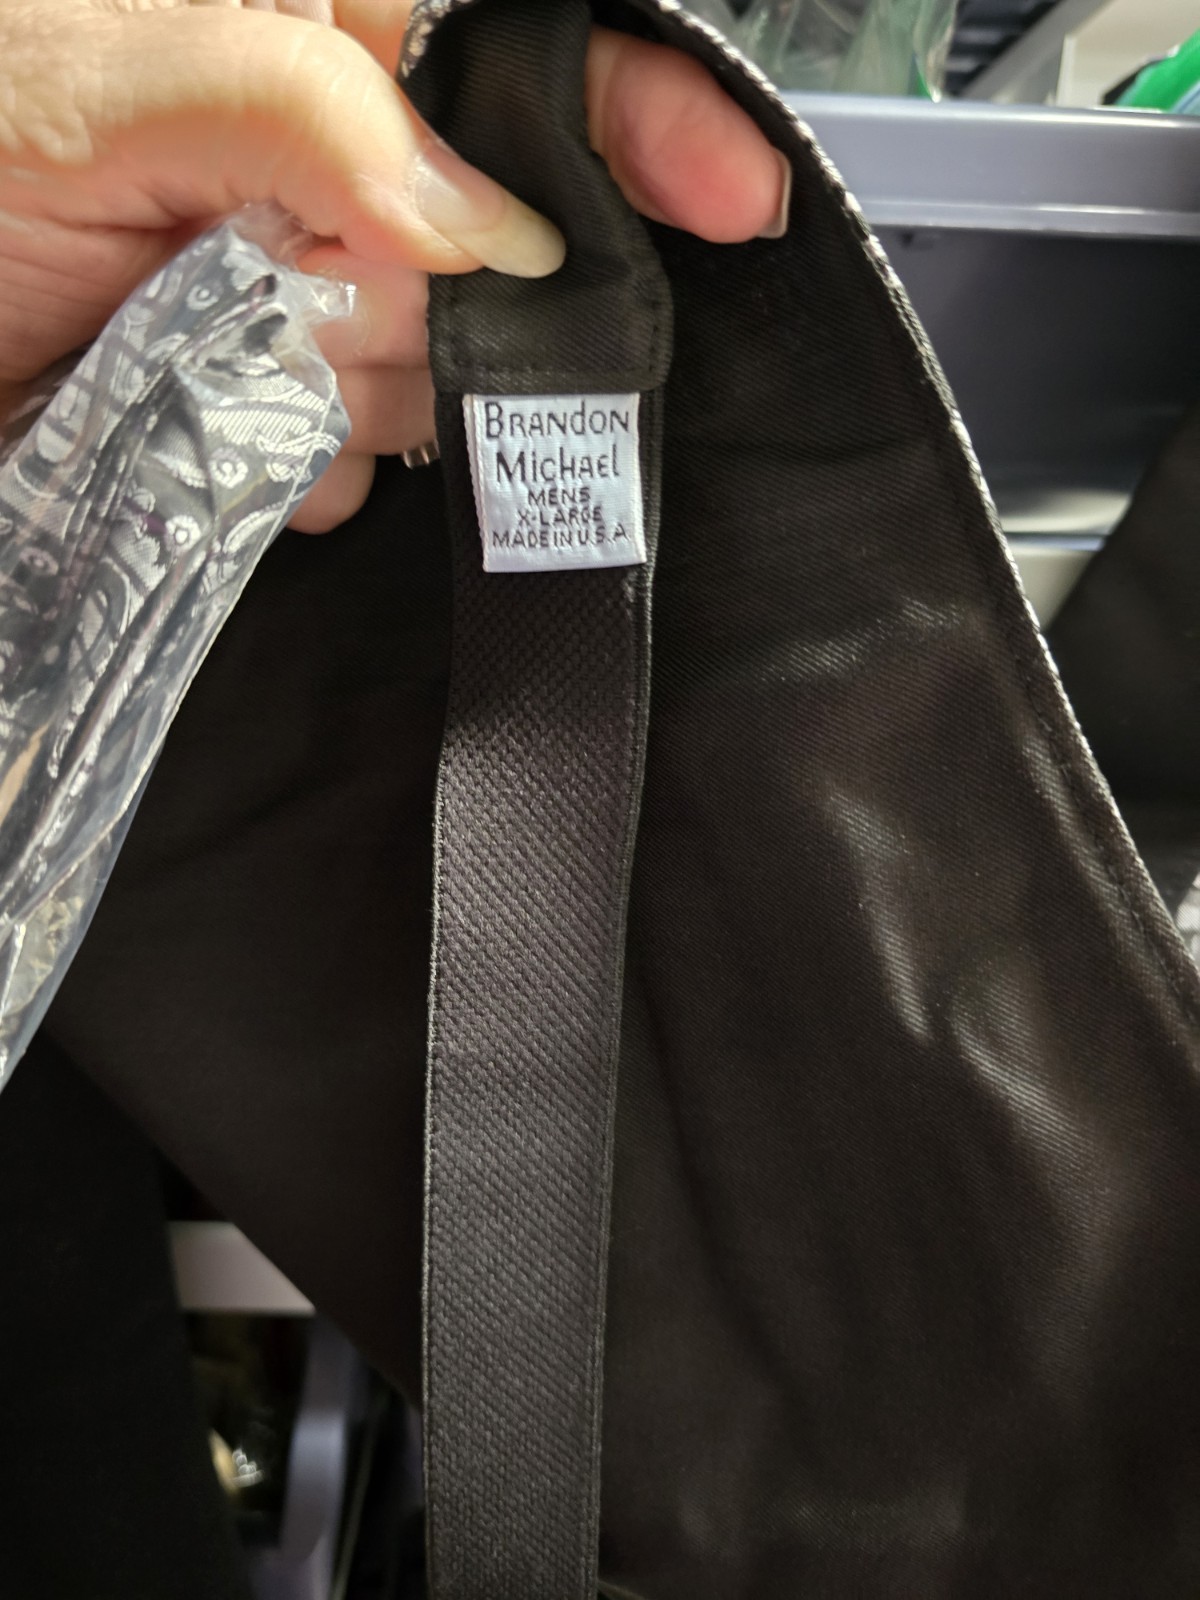 BRANdON
MichAEl
MENS
X-LARGE
MADE IN U.S.A.